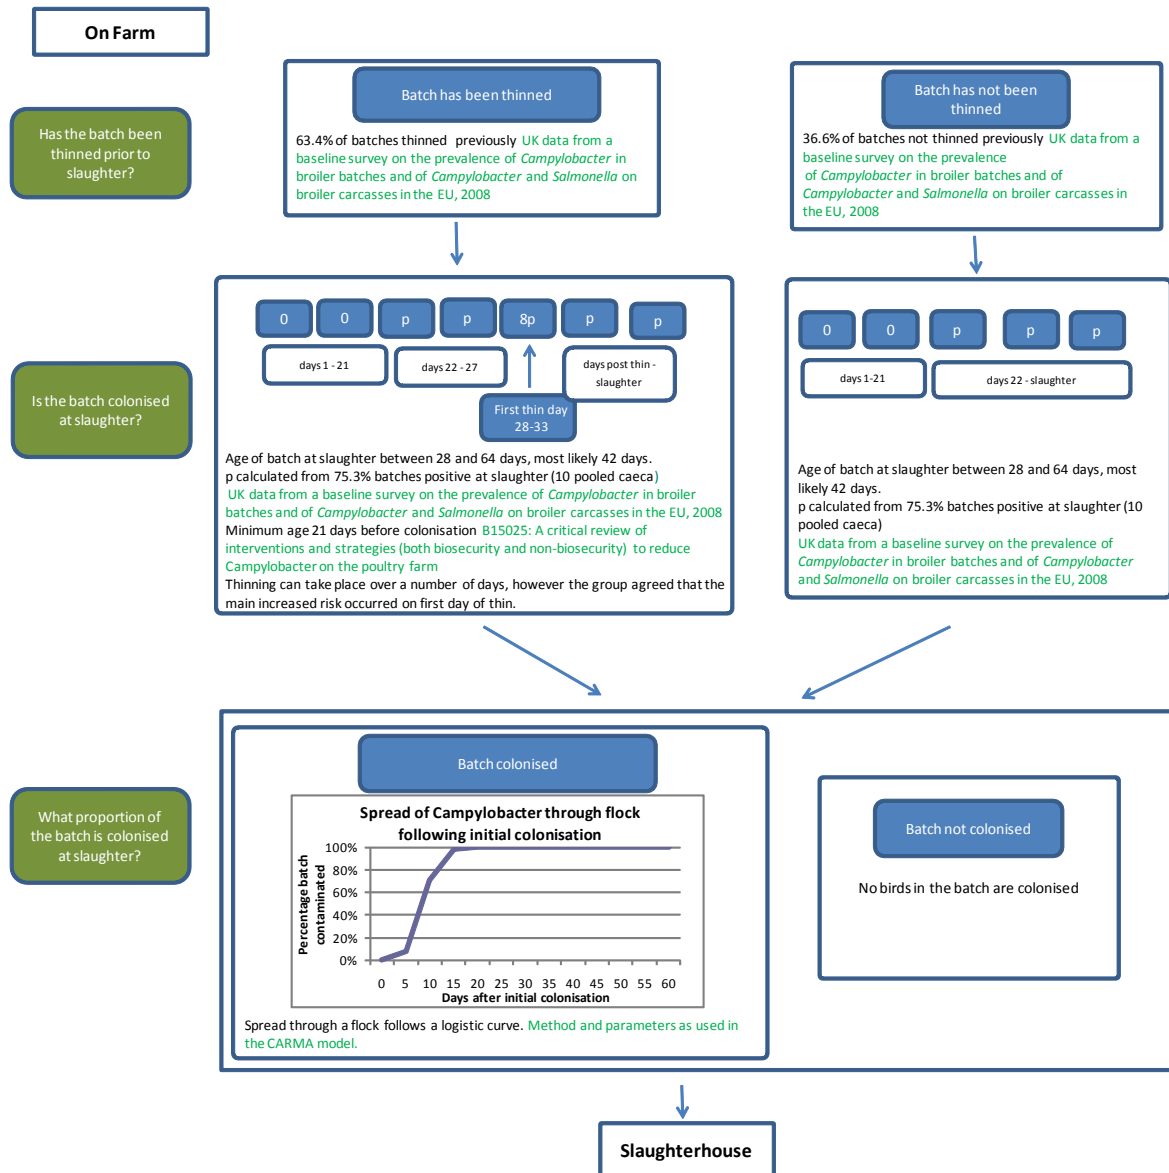 On Farm
Has the batch been
thinned prior to
slaughter?
Batch has been thinned
63.4% of batches thinned previously UK data from a
baseline survey on the prevalence of Campylobacter in
broiler batches and of Campylobacter and Salmonella on
broiler carcasses in the EU, 2008
Batch has not been
thinned
36.6% of batches not thinned previously UK data from a
baseline survey on the prevalence
of Campylobacter in broiler batches and of
Campylobacter and Salmonella on broiler carcasses in
the EU, 2008
Is the batch colonised
at slaughter?
0 0 p p 8p p p
days 1 - 21
days 22 - 27
days post thin -
slaughter
First thin day
28-33
Age of batch at slaughter between 28 and 64 days, most likely 42 days.
p calculated from 75.3% batches positive at slaughter (10 pooled caeca)
UK data from a baseline survey on the prevalence of Campylobacter in broiler
batches and of Campylobacter and Salmonella on broiler carcasses in the EU, 2008
Minimum age 21 days before colonisation B15025: A critical review of
interventions and strategies (both biosecurity and non-biosecurity) to reduce
Campylobacter on the poultry farm
Thinning can take place over a number of days, however the group agreed that the
main increased risk occurred on first day of thin.
0 0 p p p
days 1-21
days 22 - slaughter
Age of batch at slaughter between 28 and 64 days, most
likely 42 days.
p calculated from 75.3% batches positive at slaughter (10
pooled caeca)
UK data from a baseline survey on the prevalence of
Campylobacter in broiler batches and of Campylobacter
and Salmonella on broiler carcasses in the EU, 2008
What proportion of
the batch is colonised
at slaughter?
Batch colonised
Spread of Campylobacter through flock
following initial colonisation
Percentage batch
contaminated
100%
80%
60%
40%
20%
0%
0 5 10 15 20 25 30 35 40 45 50 55 60
Days after initial colonisation
Spread through a flock follows a logistic curve. Method and parameters as used in
the CARMA model.
Batch not colonised
No birds in the batch are colonised
Slaughterhouse